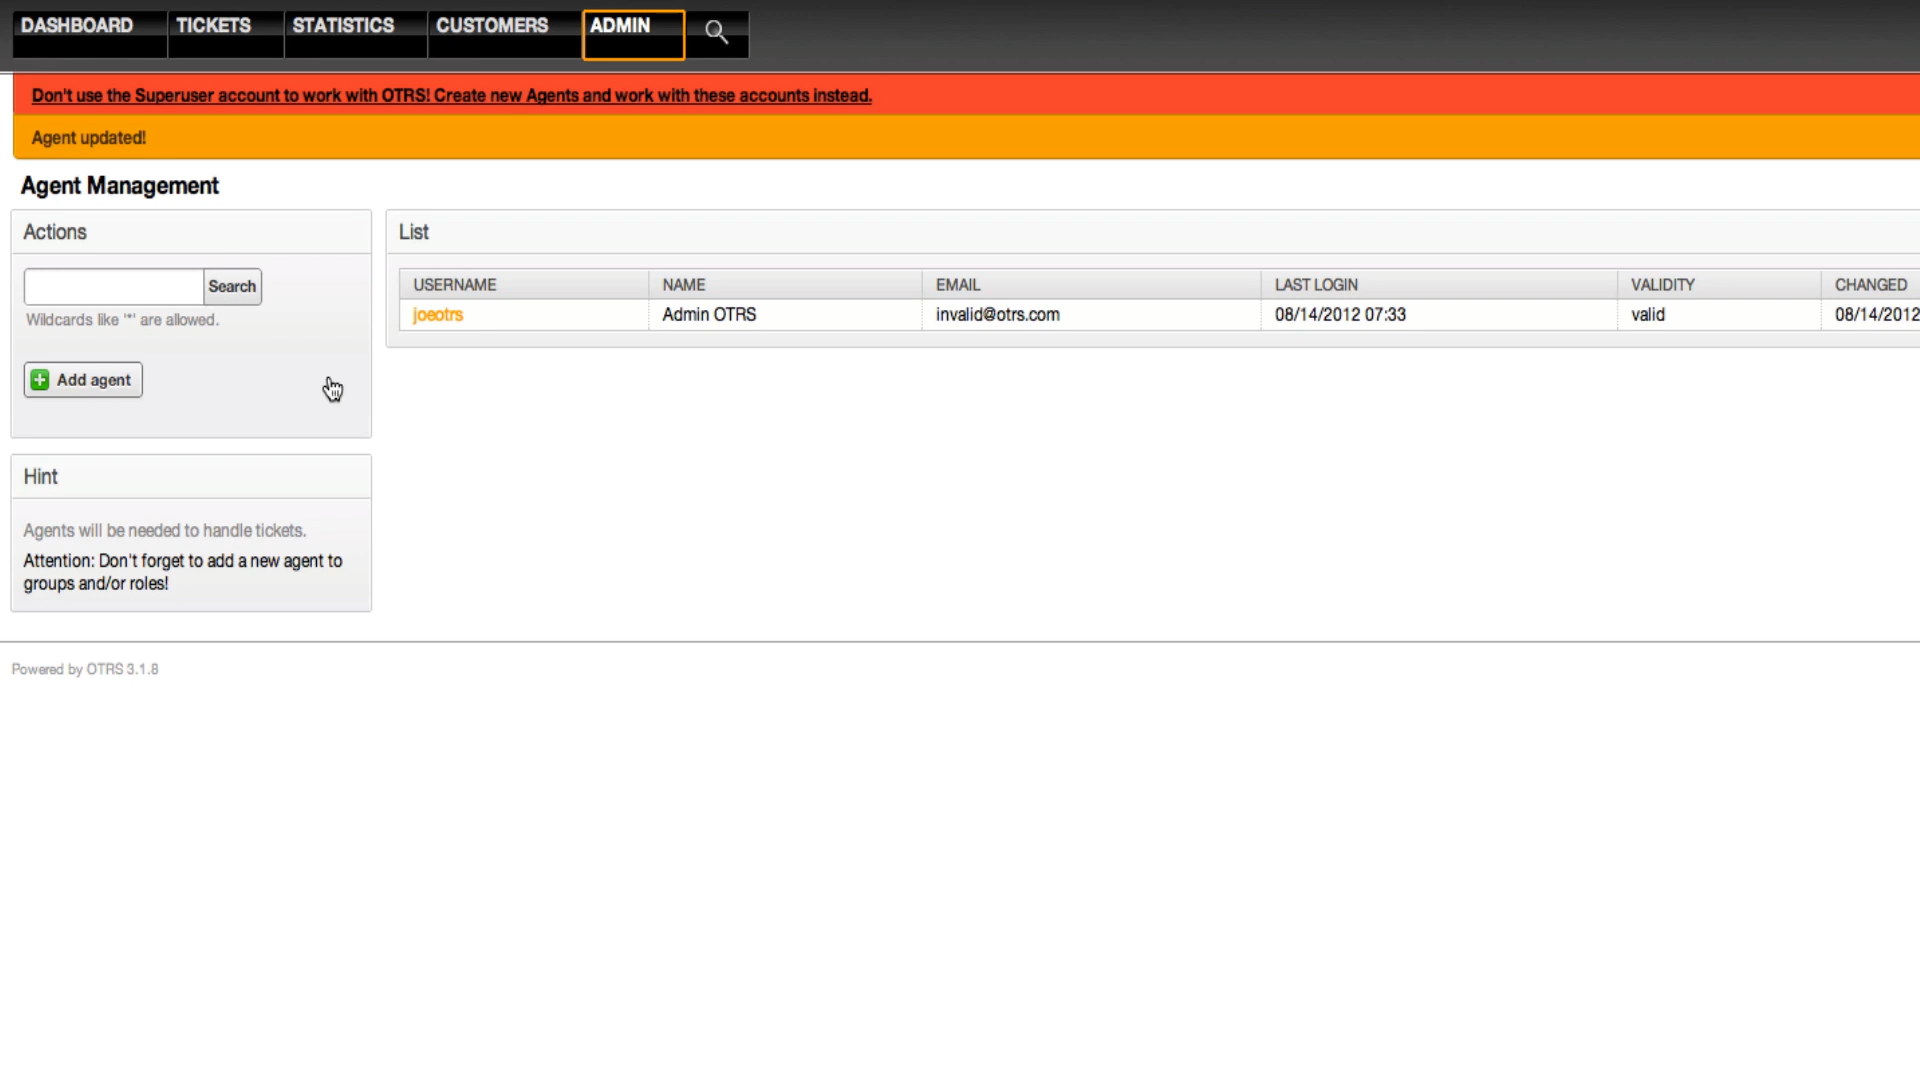 DASHBOARD TICKETS STATISTICS CUSTOMERS ADMIN
Don't use the Superuser account to work with OTRS! Create new Agents and work with these accounts instead.
Agent updated!
Agent Management
Actions
Search
Wildcards like '*' are allowed.
Add agent
List
USERNAME NAME EMAIL LAST LOGIN VALIDITY CHANGED
joeotrs Admin OTRS invalid@otrs.com 08/14/2012 07:33 valid 08/14/2012
Hint
Agents will be needed to handle tickets.
Attention: Don't forget to add a new agent to
groups and/or roles!
Powered by OTRS 3.1.8